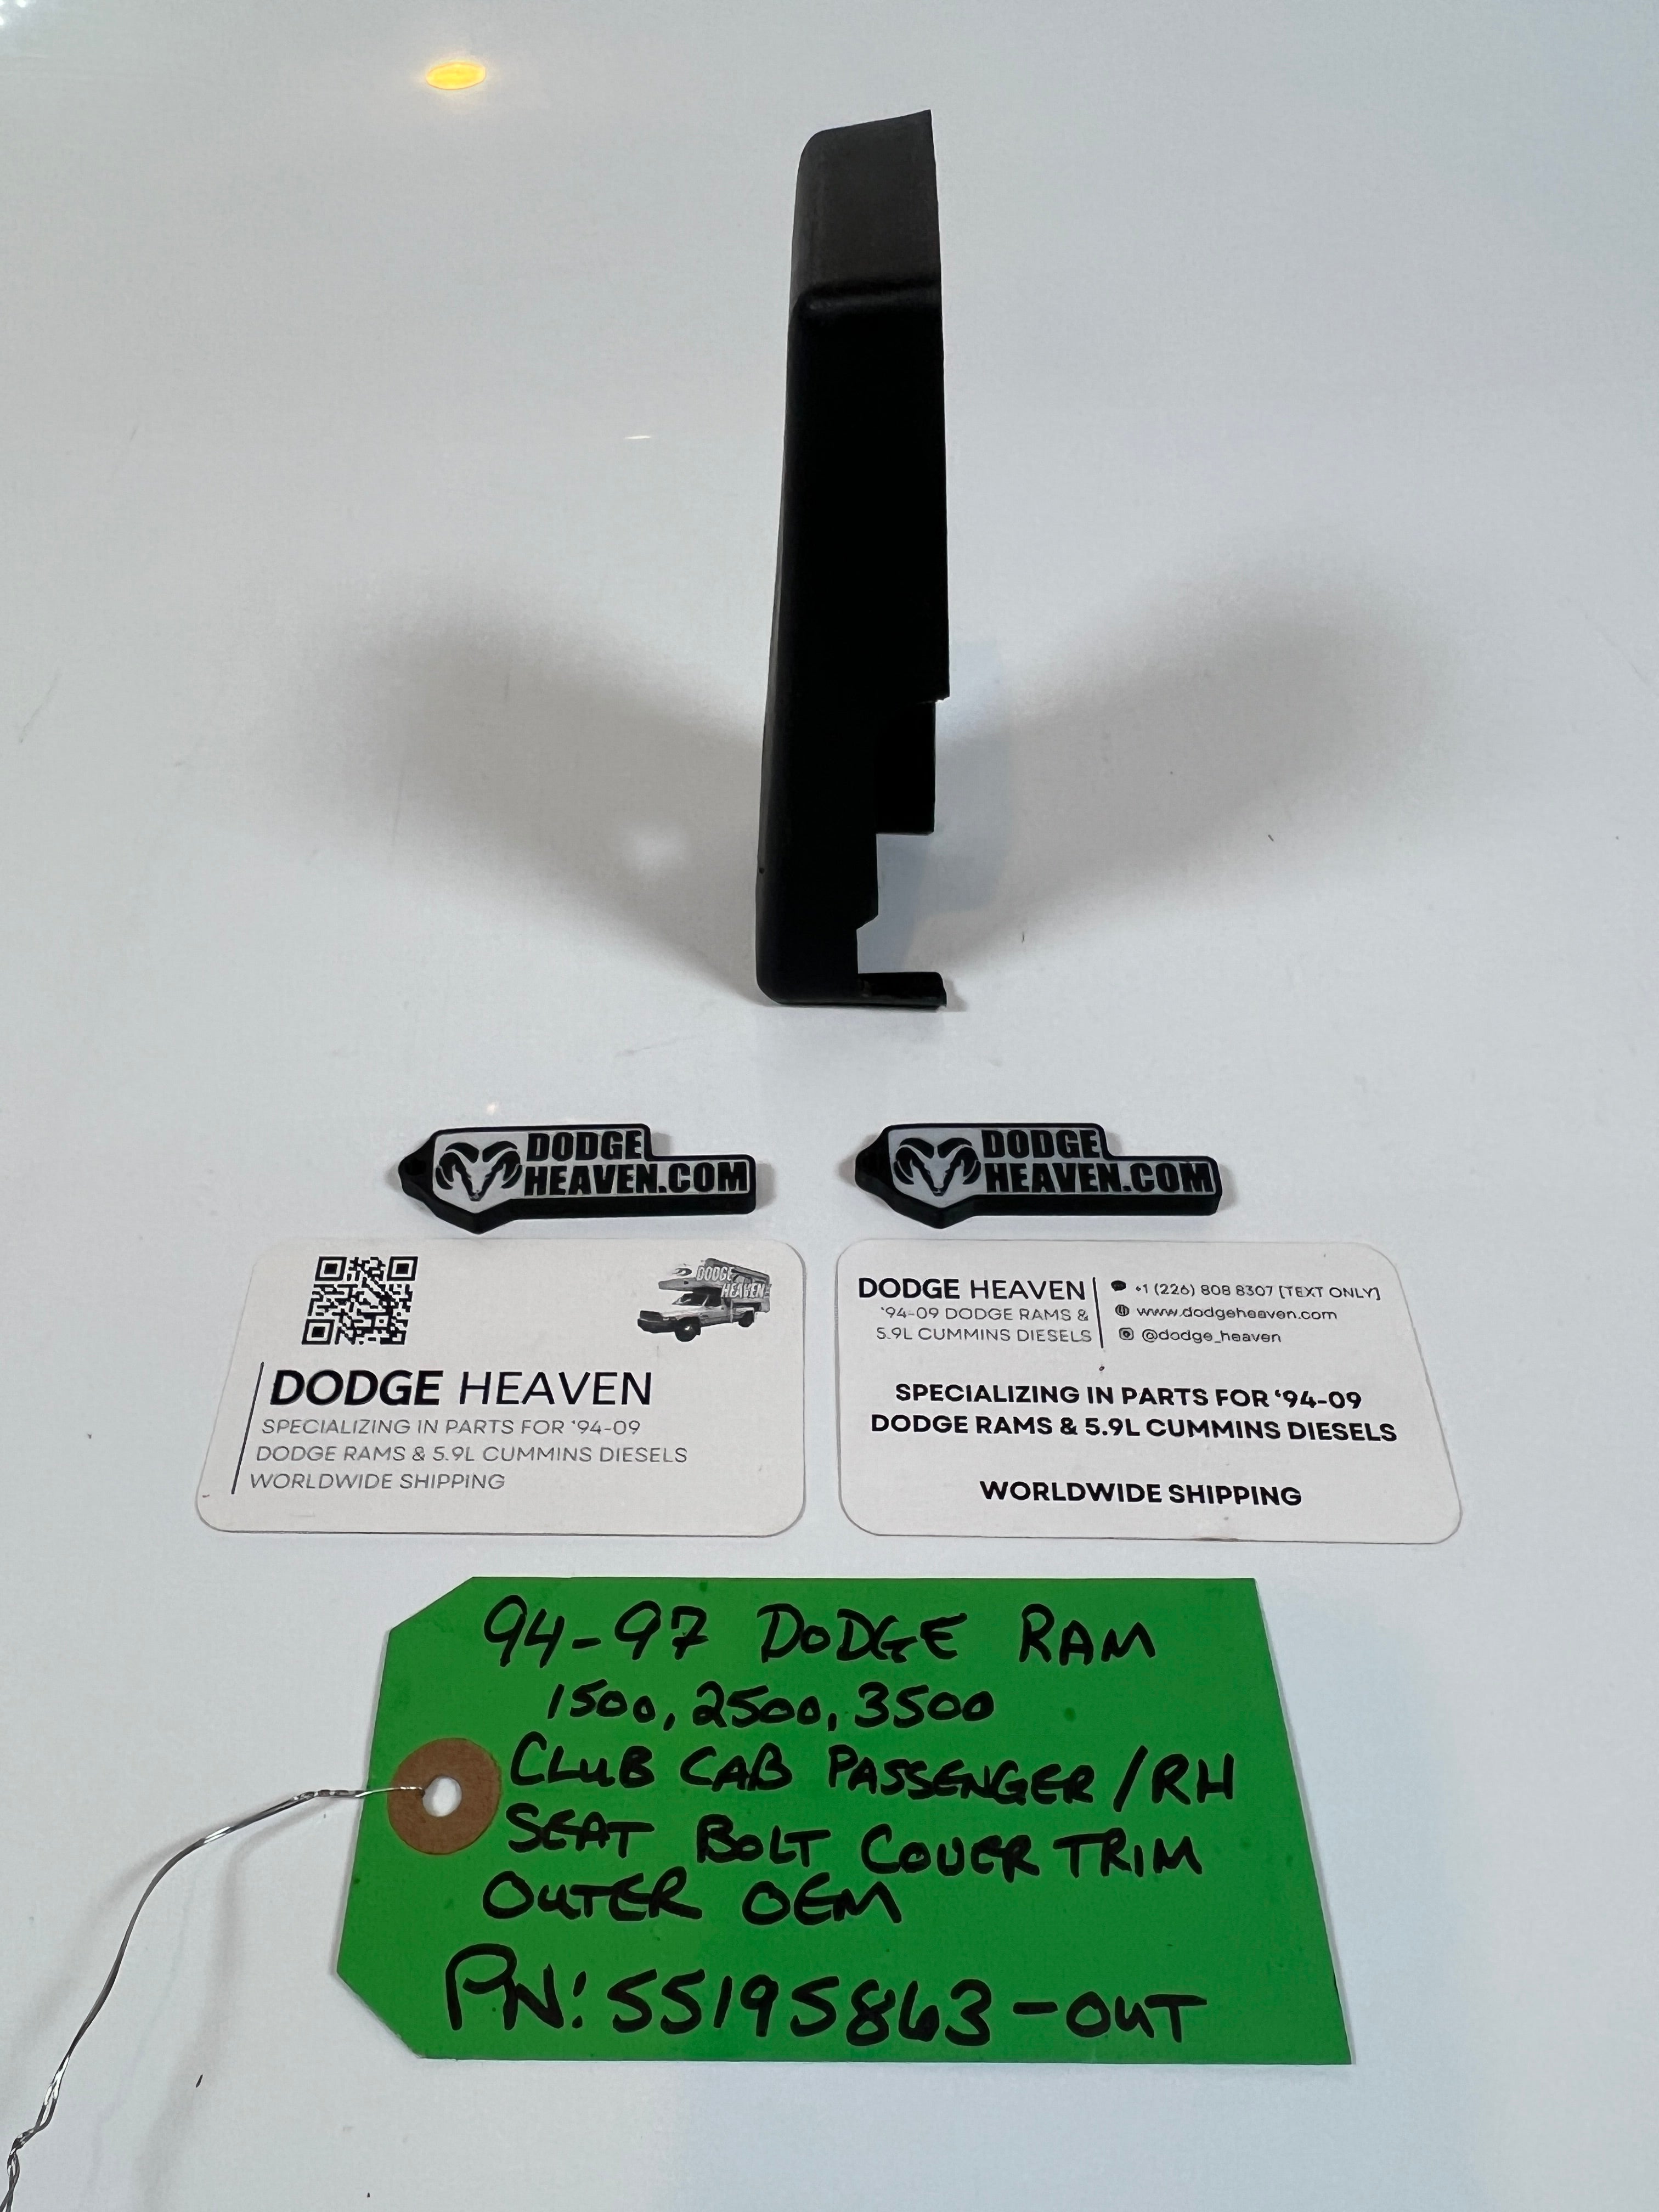 DODGE
HEAVEN.COM
DODGE
HEAVEN.COM
DODGE
HEAVEN
DODGE HEAVEN
SPECIALIZING IN PARTS FOR '94-09
DODGE RAMS & 5.9L CUMMINS DIESELS
WORLDWIDE SHIPPING
DODGE HEAVEN
'94-09 DODGE RAMS &
5.9L CUMMINS DIESELS
+1 (226) 808 8307 [TEXT ONLY]
www.dodgeheaven.com
@dodge_heaven
SPECIALIZING IN PARTS FOR '94-09
DODGE RAMS & 5.9L CUMMINS DIESELS
WORLDWIDE SHIPPING
94-97 DODGE RAM
1500, 2500, 3500
CLUB CAB PASSENGER/RH
SEAT BOLT COVER TRIM
OUTER OEM
PN: 55195863-OUT